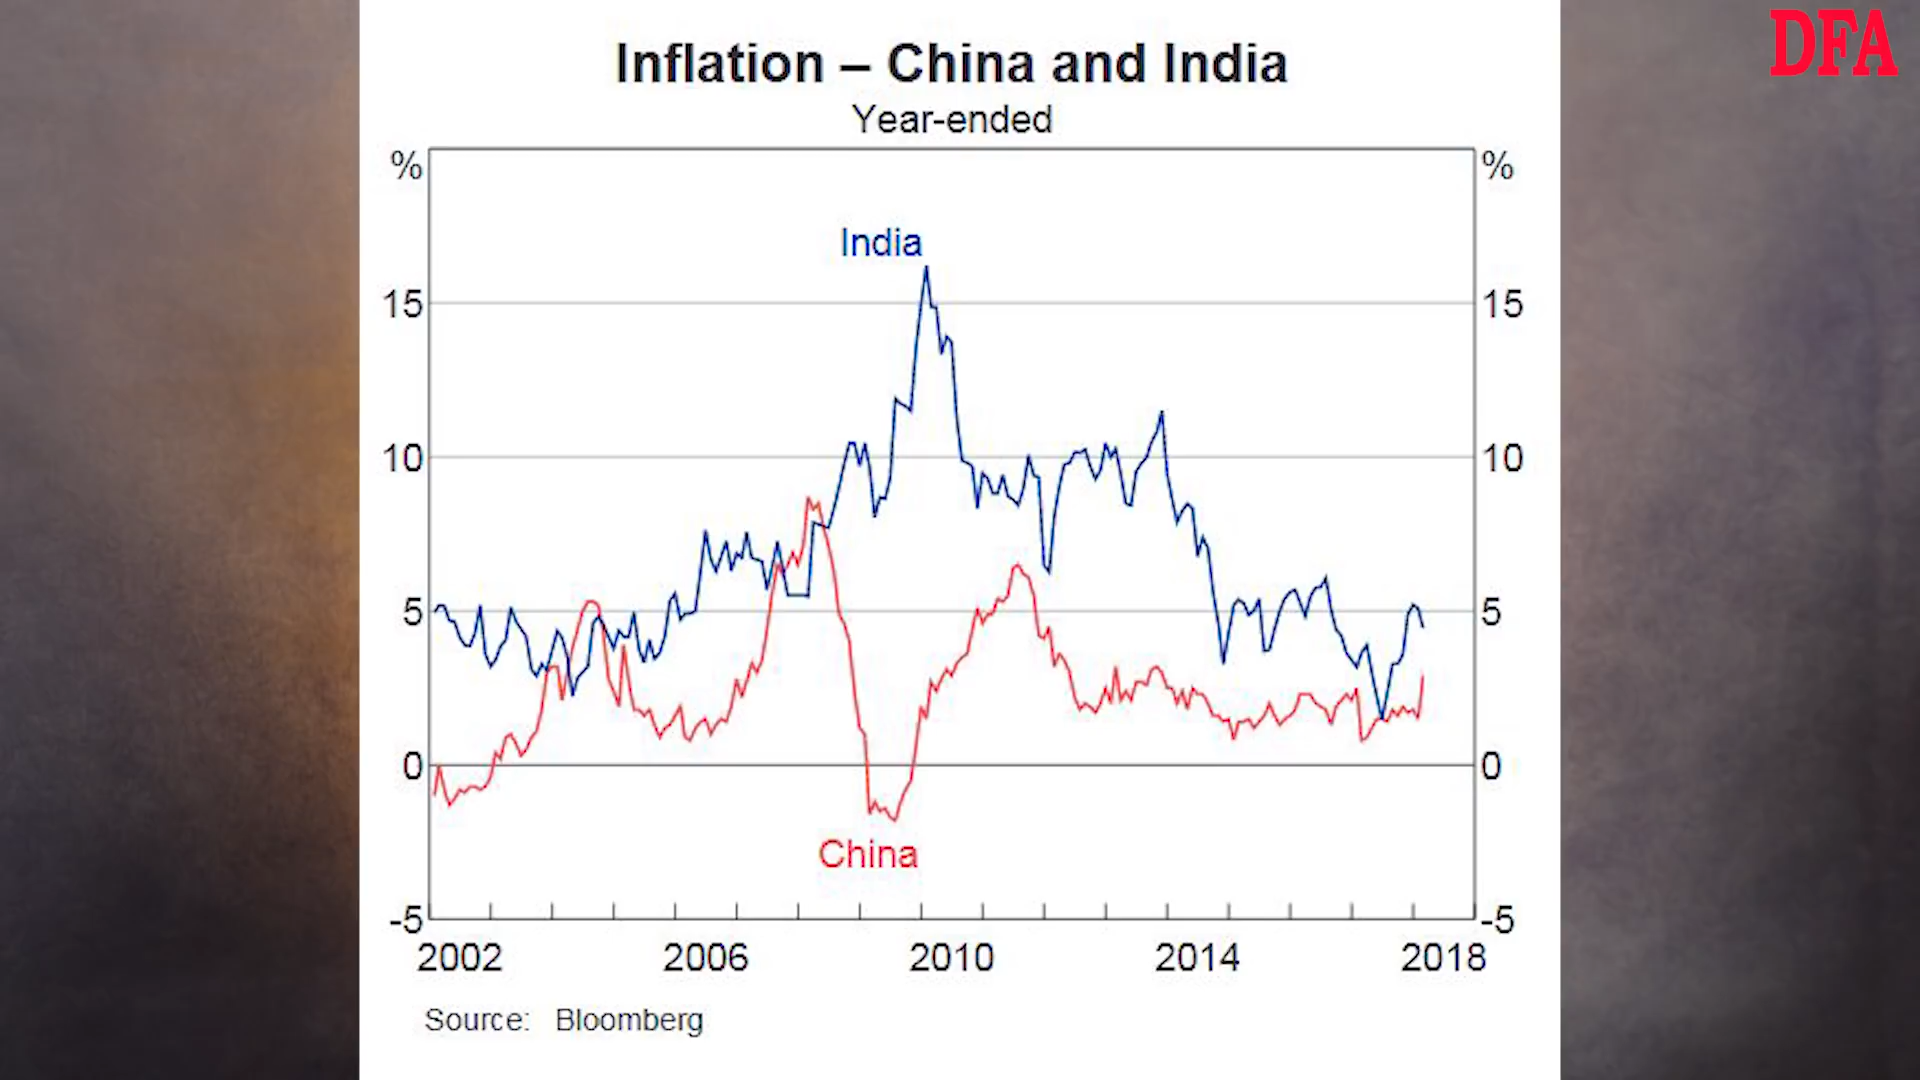 DFA
Inflation – China and India
Year-ended
% %
India
15 15
10 10
5 5
0 0
China
-5 -5
2002 2006 2010 2014 2018
Source: Bloomberg